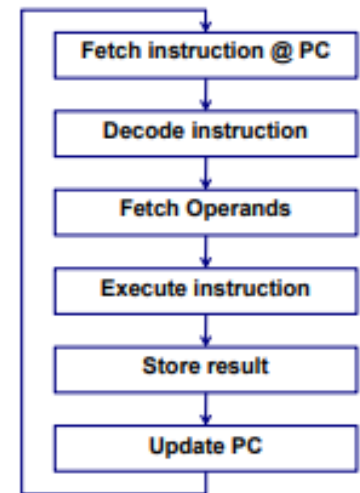 Fetch instruction @ PC
Decode instruction
Fetch Operands
Execute instruction
Store result
Update PC